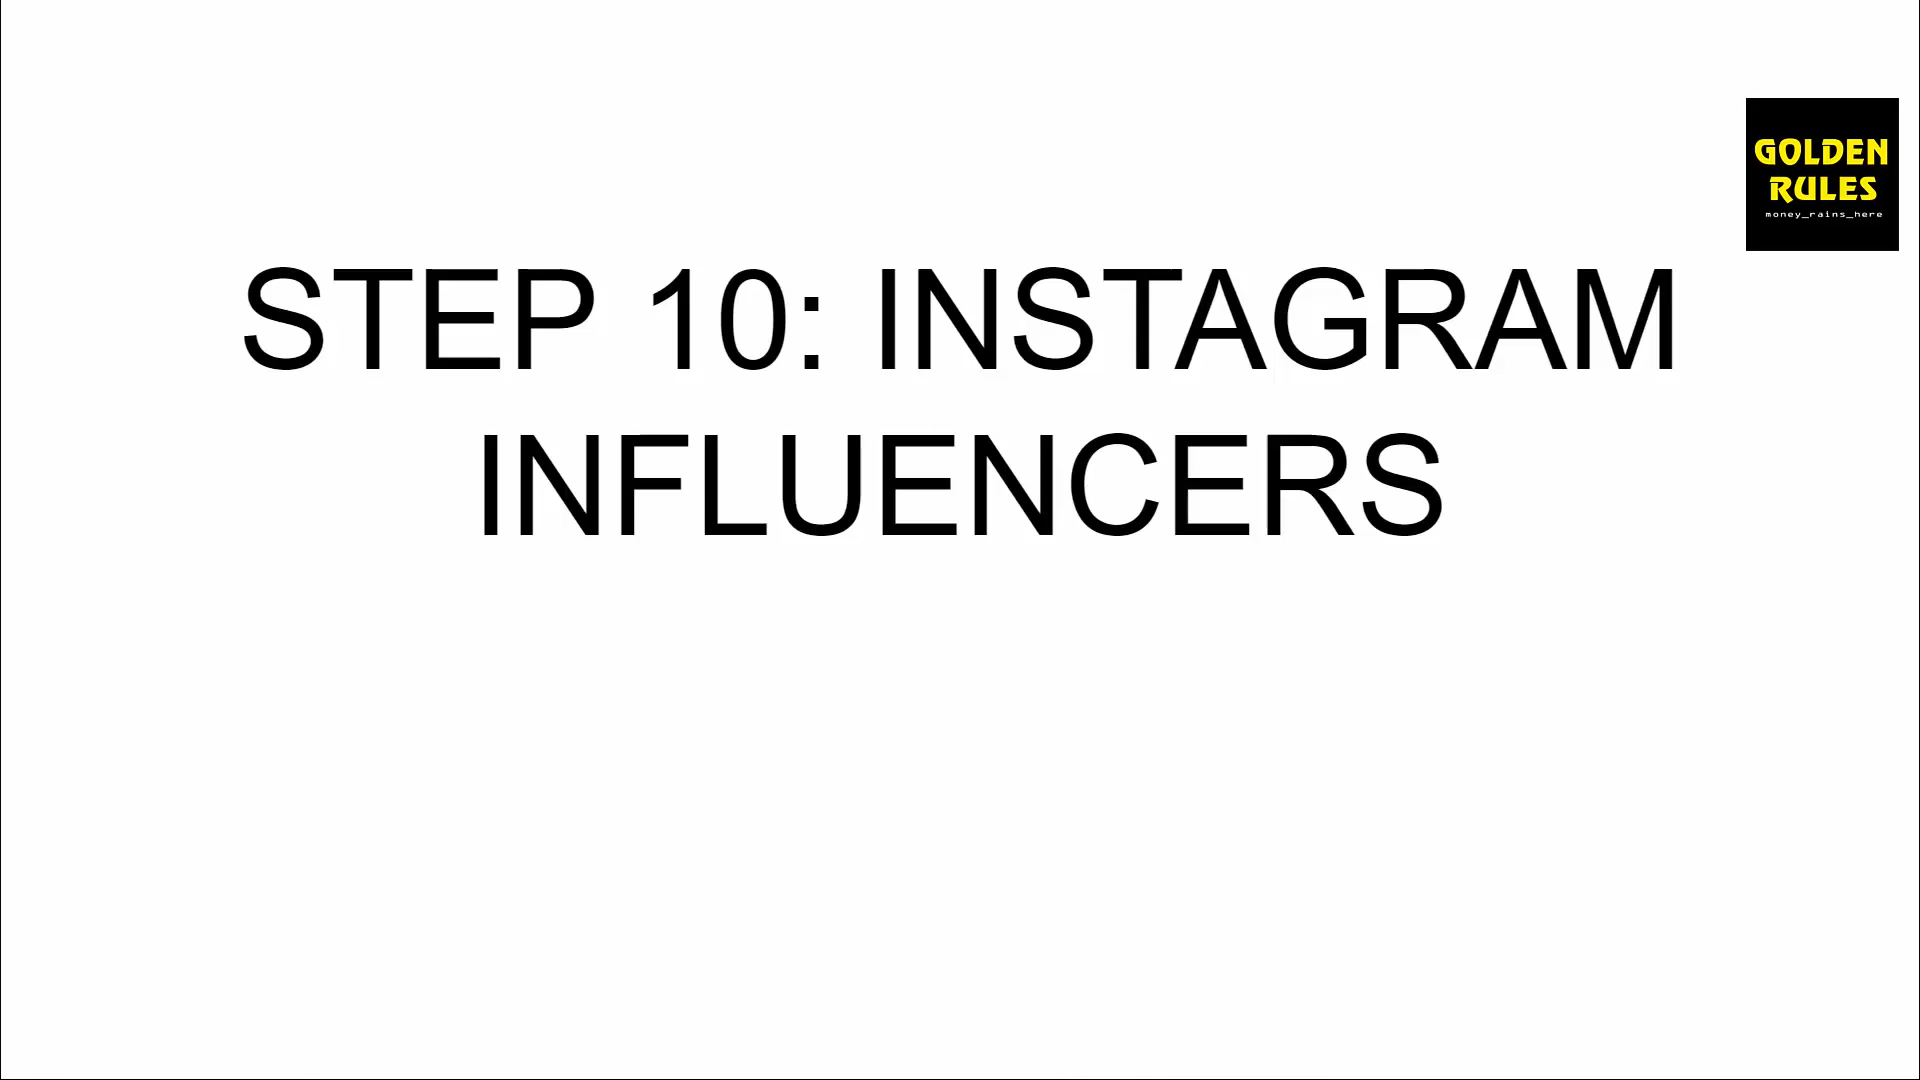 GOLDEN
RULES
money_rains_here
STEP 10: INSTAGRAM
INFLUENCERS